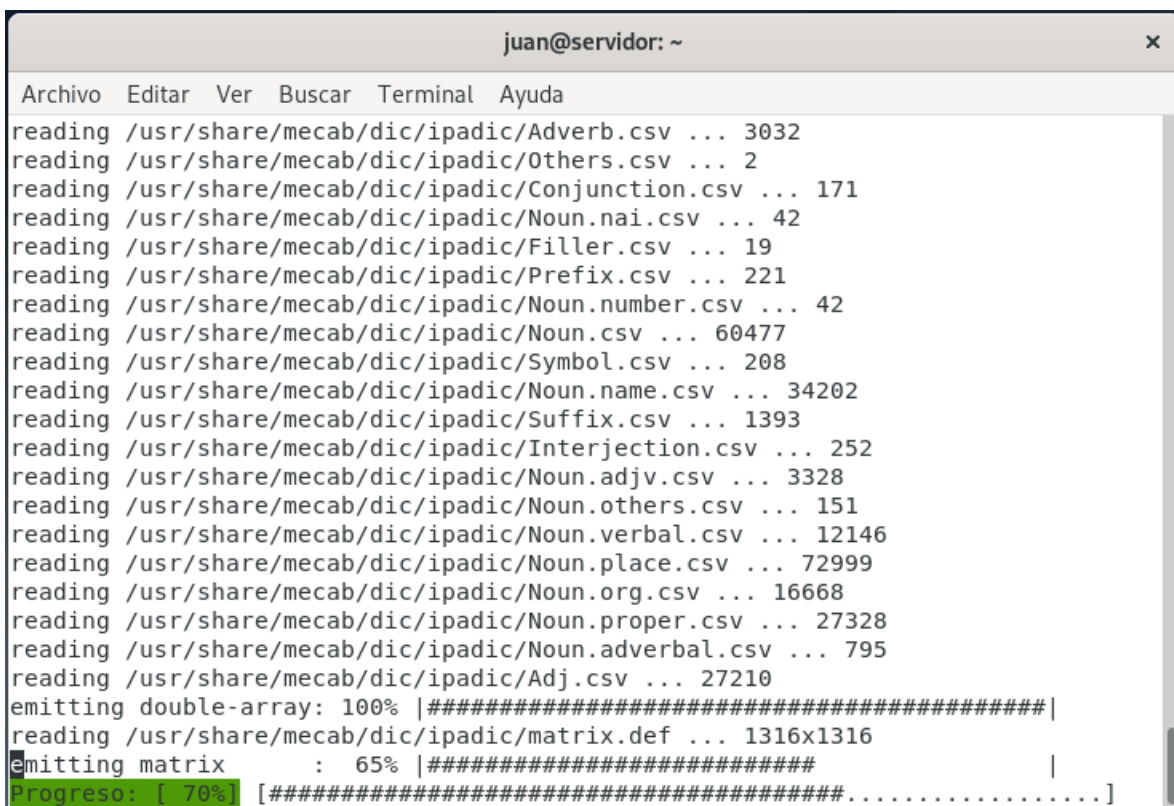 juan@servidor: ~ ×
Archivo Editar Ver Buscar Terminal Ayuda
reading /usr/share/mecab/dic/ipadic/Adverb.csv ... 3032
reading /usr/share/mecab/dic/ipadic/Others.csv ... 2
reading /usr/share/mecab/dic/ipadic/Conjunction.csv ... 171
reading /usr/share/mecab/dic/ipadic/Noun.nai.csv ... 42
reading /usr/share/mecab/dic/ipadic/Filler.csv ... 19
reading /usr/share/mecab/dic/ipadic/Prefix.csv ... 221
reading /usr/share/mecab/dic/ipadic/Noun.number.csv ... 42
reading /usr/share/mecab/dic/ipadic/Noun.csv ... 60477
reading /usr/share/mecab/dic/ipadic/Symbol.csv ... 208
reading /usr/share/mecab/dic/ipadic/Noun.name.csv ... 34202
reading /usr/share/mecab/dic/ipadic/Suffix.csv ... 1393
reading /usr/share/mecab/dic/ipadic/Interjection.csv ... 252
reading /usr/share/mecab/dic/ipadic/Noun.adjv.csv ... 3328
reading /usr/share/mecab/dic/ipadic/Noun.others.csv ... 151
reading /usr/share/mecab/dic/ipadic/Noun.verbal.csv ... 12146
reading /usr/share/mecab/dic/ipadic/Noun.place.csv ... 72999
reading /usr/share/mecab/dic/ipadic/Noun.org.csv ... 16668
reading /usr/share/mecab/dic/ipadic/Noun.proper.csv ... 27328
reading /usr/share/mecab/dic/ipadic/Noun.adverbal.csv ... 795
reading /usr/share/mecab/dic/ipadic/Adj.csv ... 27210
emitting double-array: 100% |###########################################|
reading /usr/share/mecab/dic/ipadic/matrix.def ... 1316x1316
emitting matrix      :  65% |###########################                |
Progreso: [ 70%] [########################################..................]